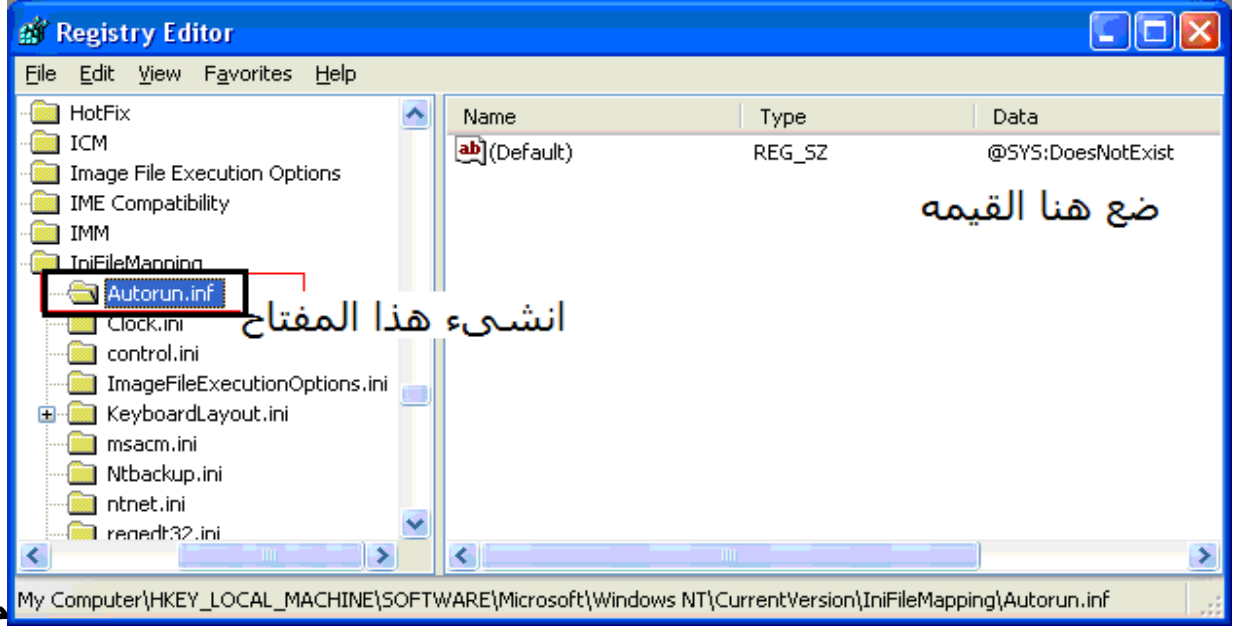 Registry Editor
File Edit View Favorites Help
HotFix
ICM
Image File Execution Options
IME Compatibility
IMM
IniFileMapping
Autorun.inf
Clock.ini
control.ini
ImageFileExecutionOptions.ini
KeyboardLayout.ini
msacm.ini
Ntbackup.ini
ntnet.ini
regedt32.ini
انشىء هذا المفتاح
Name Type Data
ab (Default) REG_SZ @SYS:DoesNotExist
ضع هنا القيمه
My Computer\HKEY_LOCAL_MACHINE\SOFTWARE\Microsoft\Windows NT\CurrentVersion\IniFileMapping\Autorun.inf